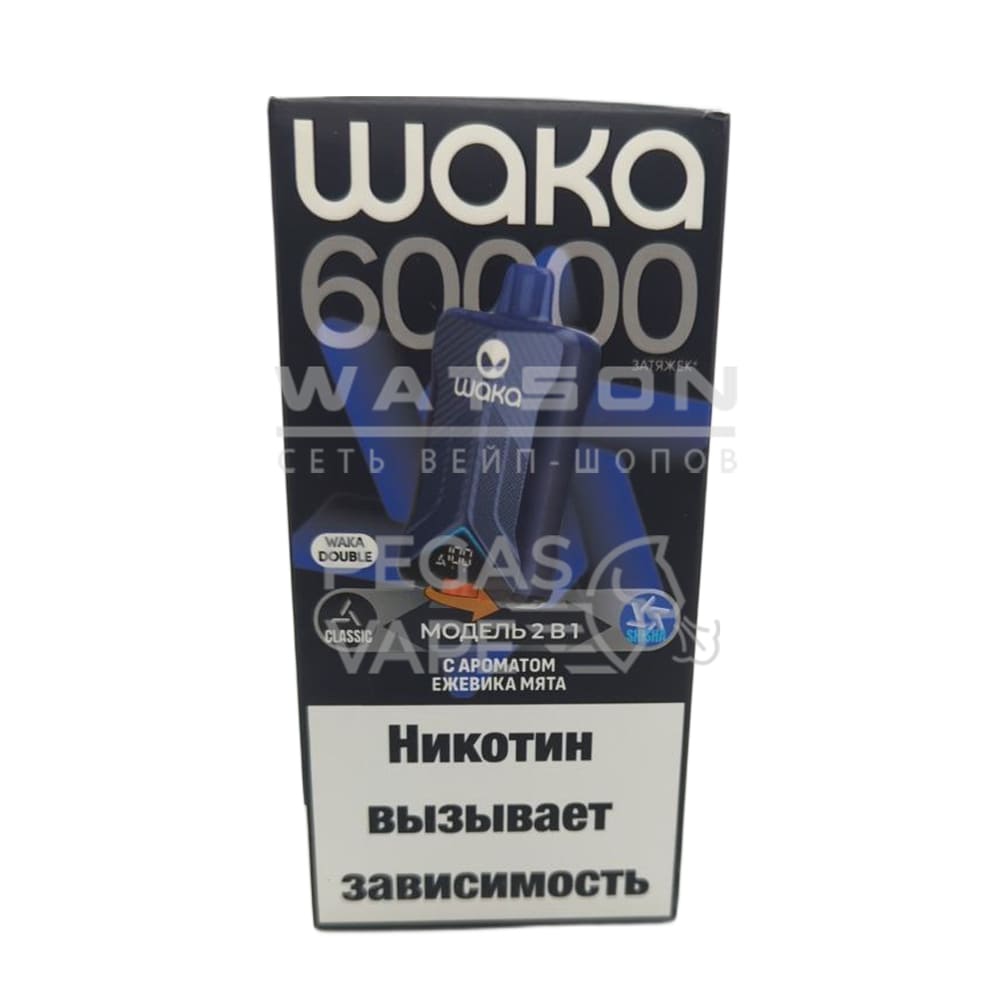 waka
60000
ЗАТЯЖЕК*
waka
WATSON
СЕТЬ ВЕЙП-ШОПОВ
WAKA
DOUBLE
PEGAS
VAPE
CLASSIC
МОДЕЛЬ 2 В 1
SHISHA
С АРОМАТОМ
ЕЖЕВИКА МЯТА
Никотин
вызывает
зависимость